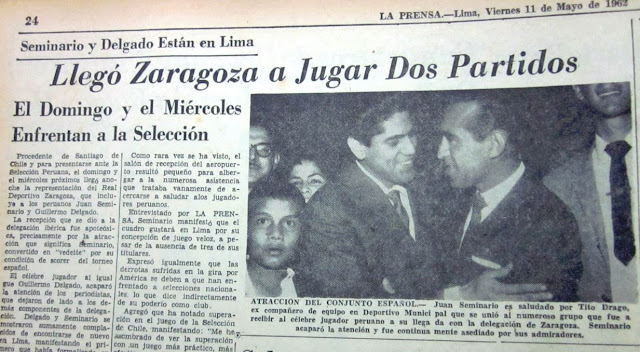 24
LA PRENSA.—Lima, Viernes 11 de Mayo de 1962
Seminario y Delgado Están en Lima
Llegó Zaragoza a Jugar Dos Partidos
El Domingo y el Miércoles
Enfrentan a la Selección
Procedente de Santiago de
Chile y para presentarse ante la
Selección Peruana, el domingo y
el miércoles próximos llegó ano-
che la representación del Real
Deportivo Zaragoza, que inclu-
ye a los peruanos Juan Semi-
nario y Guillermo Delgado.
La recepción que se dio a la
delegación ibérica fue apoteósi-
ca, precisamente por la atrac-
ción que significa Seminario,
convertido en "vedette" por su
condición de scorer del torneo
español.
El célebre jugador al igual
que Guillermo Delgado, acaparó
la atención de los periodistas,
que dejaron de lado a los de-
más componentes de la delega-
Delgado y Seminario se
mostraron sumamente compla-
cidos de encontrarse de nuevo
en Lima, manifestando el pri-
Como rara vez se ha visto, el
salón de recepción del aeropuer-
to resultó pequeño para alber-
gar a la numerosa asistencia
que trataba vanamente de a-
cercarse a saludar a los jugado-
res peruanos.
Entrevistado por LA PREN-
SA, Seminario manifestó que el
cuadro gustará en Lima por su
concepción de juego veloz, a pe-
sar de la ausencia de tres de sus
titulares.
Expresó igualmente que las
derrotas sufridas en la gira por
América se deben a que han en-
frentado a selecciones naciona-
les, lo que dice indirectamente
de su poderío como club.
Agregó que ha notado supera-
ción en el juego de la Selección
de Chile, manifestando: "Me ha
asombrado de ver la superación
con un juego más práctico, más
ATRACCION DEL CONJUNTO ESPAÑOL.— Juan Seminario es saludado por Tito Drago,
ex compañero de equipo en Deportivo Munici pal que se unió al numeroso grupo que fue a
recibir al célebre jugador peruano a su llega da con la delegación de Zaragoza. Seminario
acaparó la atención y fue continua mente asediado por sus admiradores.